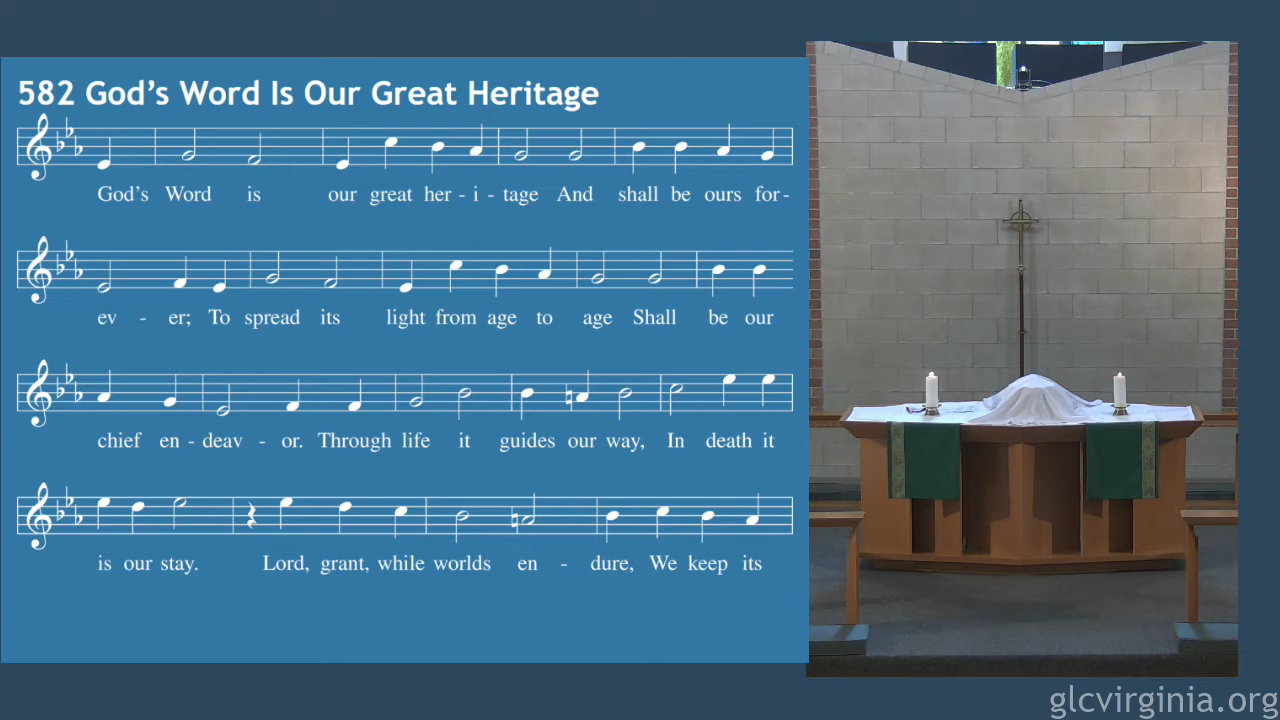 582 God's Word Is Our Great Heritage
God's Word is our great her - i - tage And shall be ours for -
ev - er; To spread its light from age to age Shall be our
chief en - deav - or. Through life it guides our way, In death it
is our stay. Lord, grant, while worlds en - dure, We keep its
glcvirginia.org